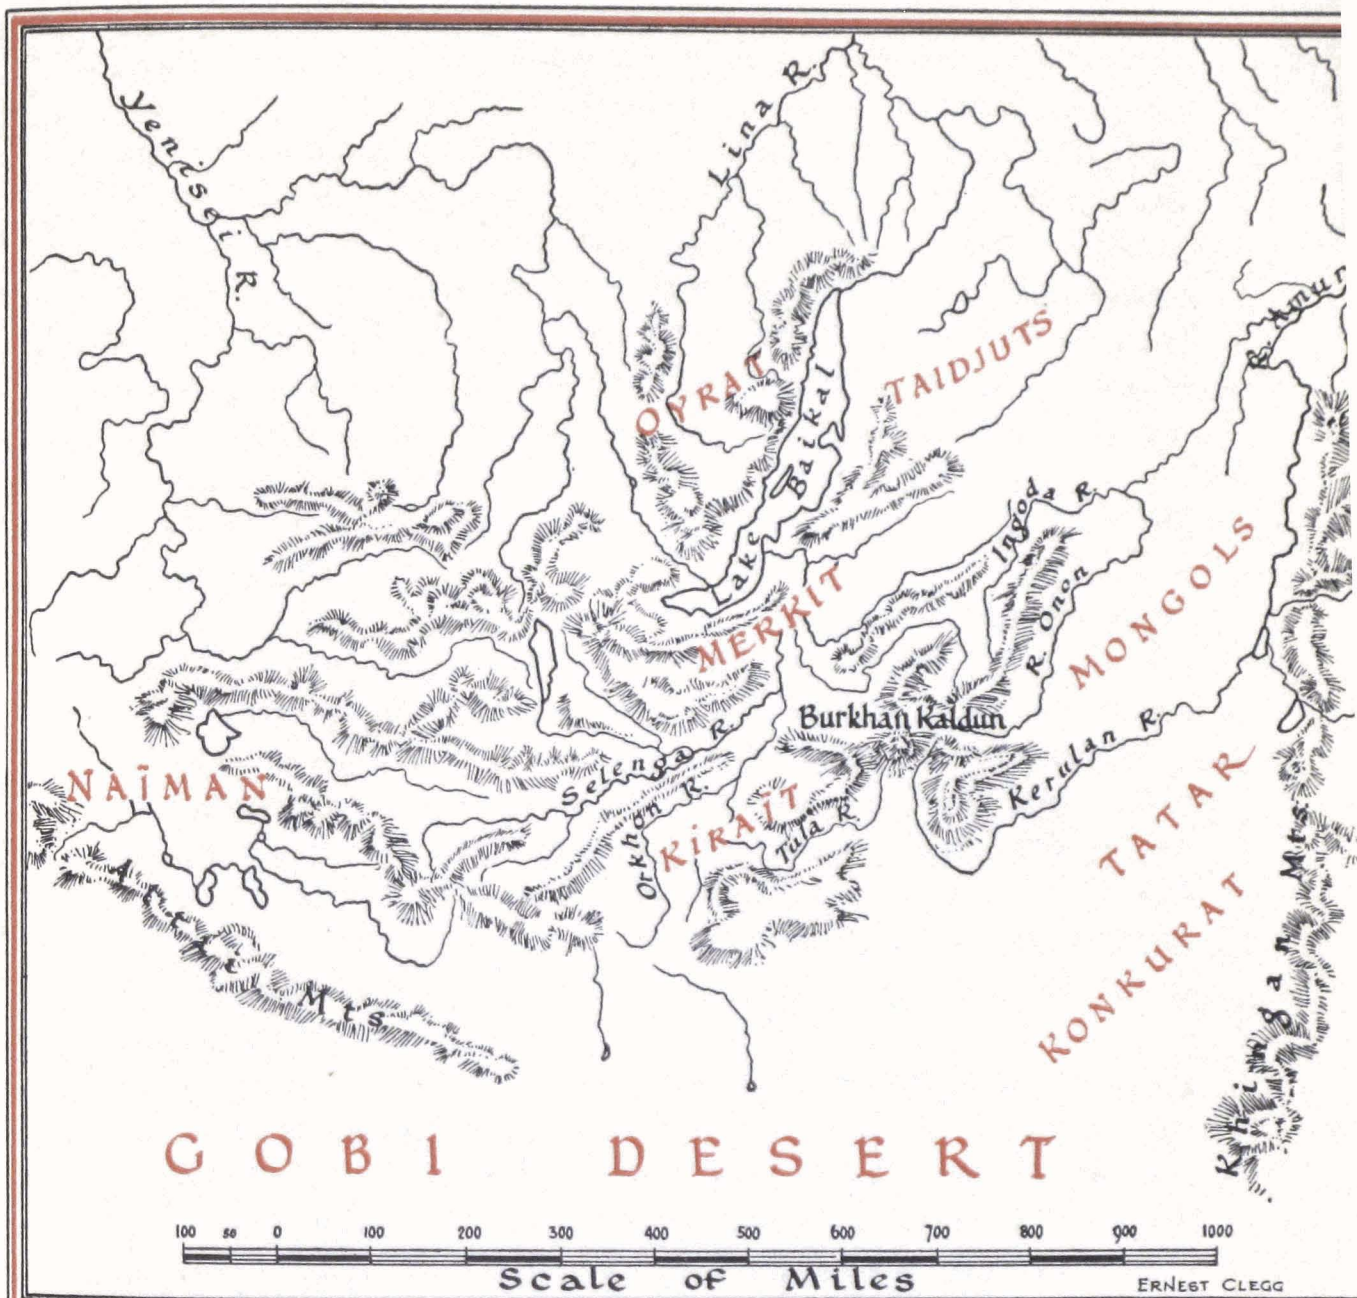 Yenisei R.
Lina R.
R. Amur
OYRAT
TAIDJUTS
Lake Baikal
Ingoda R.
MERKIT
R. Onon
MONGOLS
Burkhan Kaldun
Selenga R.
Kerulan R.
NAĪMAN
Orkhon R.
KIRAĪT
Tula R.
TATAR
Altai Mts
KONKURAT
Khingan Mts.
GOBI DESERT
100 50 0 100 200 300 400 500 600 700 800 900 1000
Scale of Miles
ERNEST CLEGG